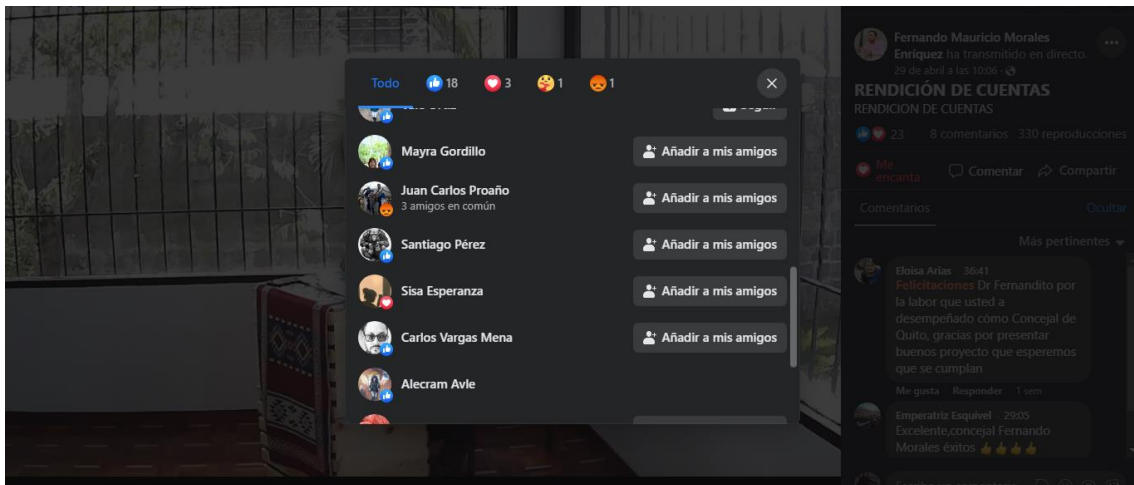 Todo 18 3 1 1
Mayra Gordillo
Añadir a mis amigos
Juan Carlos Proaño
3 amigos en común
Añadir a mis amigos
Santiago Pérez
Añadir a mis amigos
Sisa Esperanza
Añadir a mis amigos
Carlos Vargas Mena
Añadir a mis amigos
Alecram Avle
Fernando Mauricio Morales
Enríquez ha transmitido en directo.
29 de abril a las 10:06 ·
RENDICIÓN DE CUENTAS
RENDICION DE CUENTAS
23 8 comentarios 330 reproducciones
Me
encanta
Comentar
Compartir
Comentarios
Ocultar
Más pertinentes
Eloisa Arias · 36:41
Felicitaciones Dr Fernandito por
la labor que usted a
desempeñado cómo Concejal de
Quito, gracias por presentar
buenos proyecto que esperemos
que se cumplan
Me gusta Responder 1 sem
Emperatriz Esquivel · 29:05
Excelente,concejal Fernando
Morales éxitos